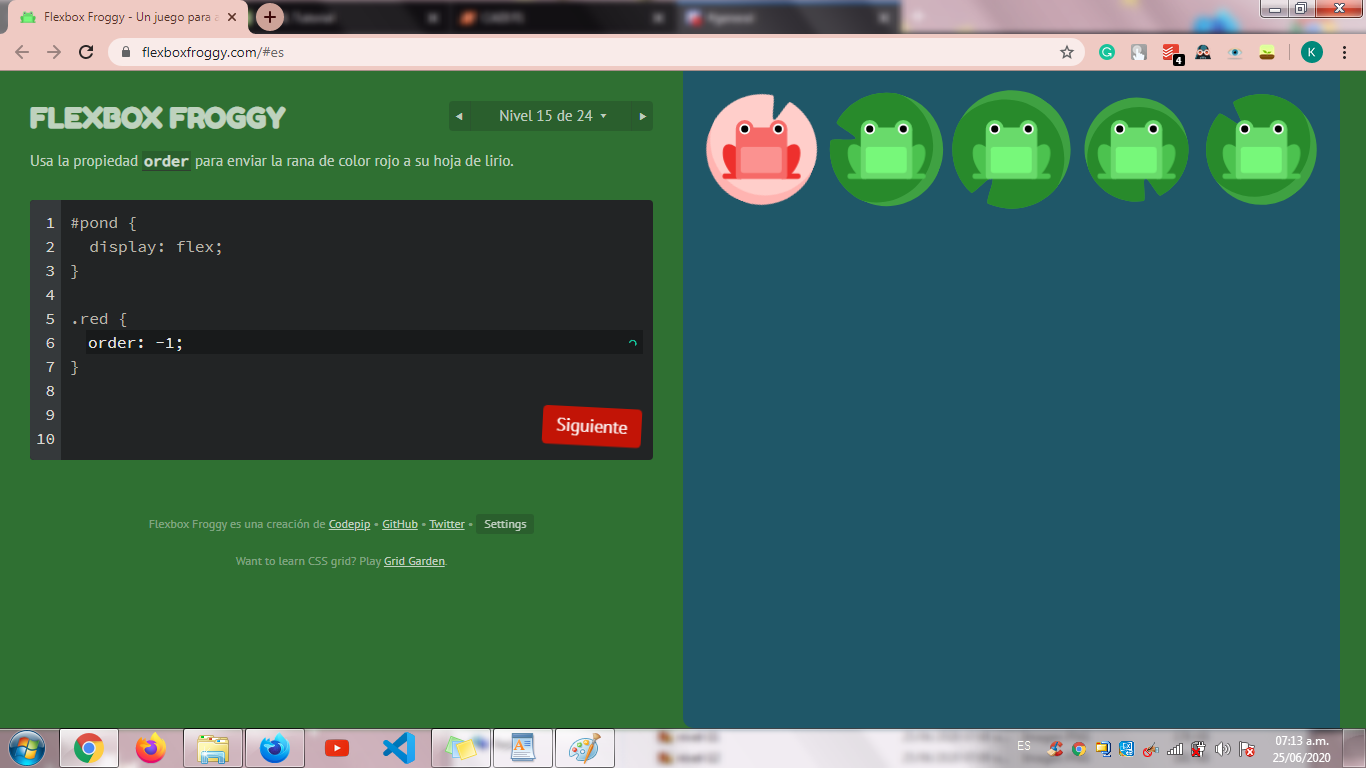 Flexbox Froggy - Un juego para a
Tutorial
flexboxfroggy.com/#es
4
K
FLEXBOX FROGGY
Nivel 15 de 24
Usa la propiedad order para enviar la rana de color rojo a su hoja de lirio.
1 #pond {
2 display: flex;
3 }
4
5 .red {
6 order: -1;
7 }
8
9
10
Siguiente
Flexbox Froggy es una creación de Codepip • GitHub • Twitter • Settings
Want to learn CSS grid? Play Grid Garden.
ES
07:13 a.m.
25/06/2020